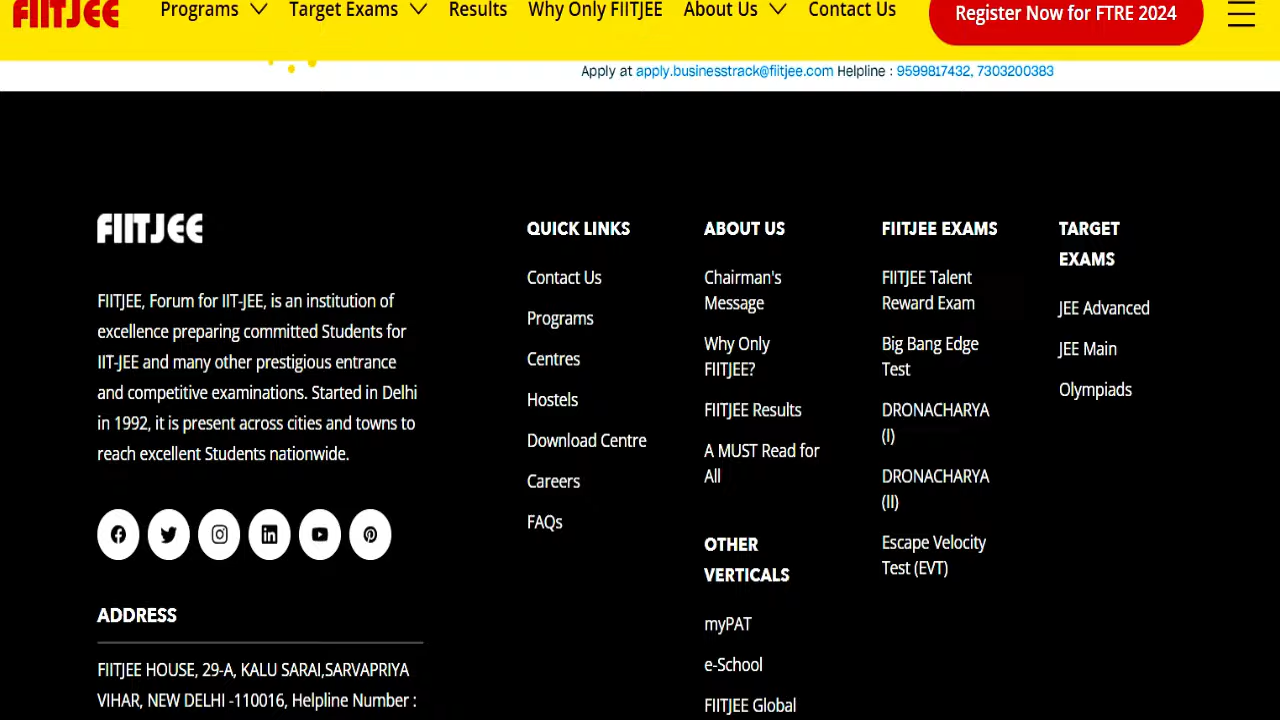 FIITJEE Programs Target Exams Results Why Only FIITJEE About Us Contact Us Register Now for FTRE 2024
Apply at apply.businesstrack@fiitjee.com Helpline : 9599817432, 7303200383
FIITJEE
FIITJEE, Forum for IIT-JEE, is an institution of
excellence preparing committed Students for
IIT-JEE and many other prestigious entrance
and competitive examinations. Started in Delhi
in 1992, it is present across cities and towns to
reach excellent Students nationwide.
ADDRESS
FIITJEE HOUSE, 29-A, KALU SARAI,SARVAPRIYA
VIHAR, NEW DELHI -110016, Helpline Number :
QUICK LINKS
Contact Us
Programs
Centres
Hostels
Download Centre
Careers
FAQs
ABOUT US
Chairman's
Message
Why Only
FIITJEE?
FIITJEE Results
A MUST Read for
All
OTHER
VERTICALS
myPAT
e-School
FIITJEE Global
FIITJEE EXAMS
FIITJEE Talent
Reward Exam
Big Bang Edge
Test
DRONACHARYA
(I)
DRONACHARYA
(II)
Escape Velocity
Test (EVT)
TARGET
EXAMS
JEE Advanced
JEE Main
Olympiads